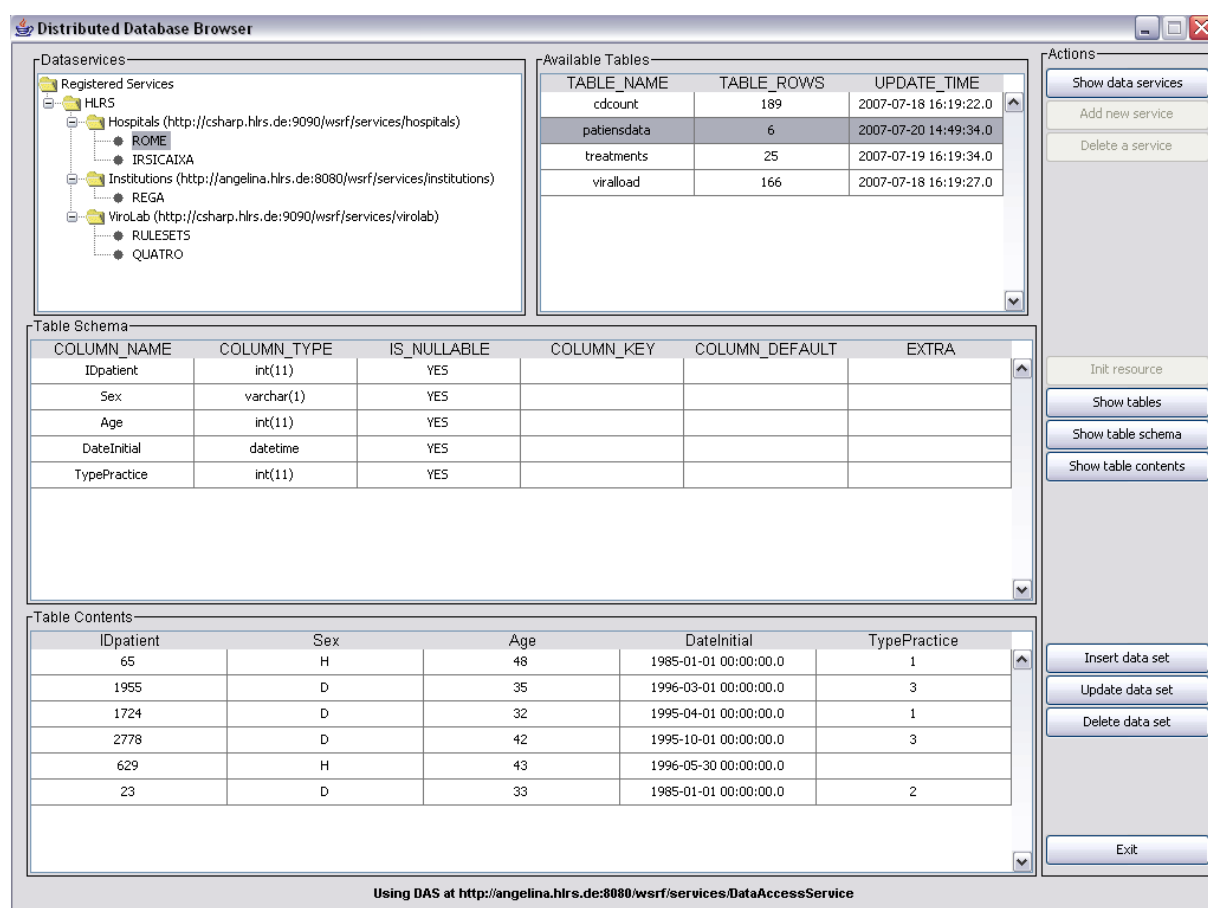 Distributed Database Browser
Dataservices
Registered Services
HLRS
Hospitals (http://csharp.hlrs.de:9090/wsrf/services/hospitals)
ROME
IRSICAIXA
Institutions (http://angelina.hlrs.de:8080/wsrf/services/institutions)
REGA
ViroLab (http://csharp.hlrs.de:9090/wsrf/services/virolab)
RULESETS
QUATRO
Available Tables
TABLE_NAME TABLE_ROWS UPDATE_TIME
cdcount 189 2007-07-18 16:19:22.0
patiensdata 6 2007-07-20 14:49:34.0
treatments 25 2007-07-19 16:19:34.0
viralload 166 2007-07-18 16:19:27.0
Actions
Show data services
Add new service
Delete a service
Table Schema
COLUMN_NAME COLUMN_TYPE IS_NULLABLE COLUMN_KEY COLUMN_DEFAULT EXTRA
IDpatient int(11) YES
Sex varchar(1) YES
Age int(11) YES
DateInitial datetime YES
TypePractice int(11) YES
Init resource
Show tables
Show table schema
Show table contents
Table Contents
IDpatient Sex Age DateInitial TypePractice
65 H 48 1985-01-01 00:00:00.0 1
1955 D 35 1996-03-01 00:00:00.0 3
1724 D 32 1995-04-01 00:00:00.0 1
2778 D 42 1995-10-01 00:00:00.0 3
629 H 43 1996-05-30 00:00:00.0
23 D 33 1985-01-01 00:00:00.0 2
Insert data set
Update data set
Delete data set
Exit
Using DAS at http://angelina.hlrs.de:8080/wsrf/services/DataAccessService